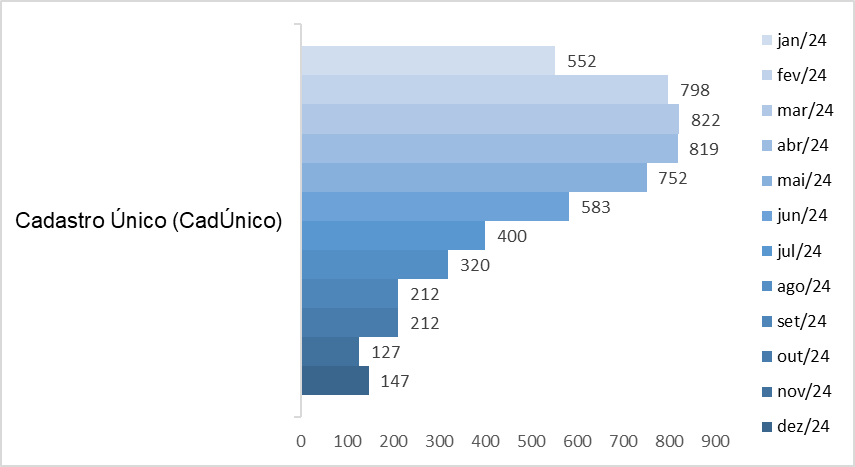 Cadastro Único (CadÚnico)
552
798
822
819
752
583
400
320
212
212
127
147
0 100 200 300 400 500 600 700 800 900
jan/24
fev/24
mar/24
abr/24
mai/24
jun/24
jul/24
ago/24
set/24
out/24
nov/24
dez/24